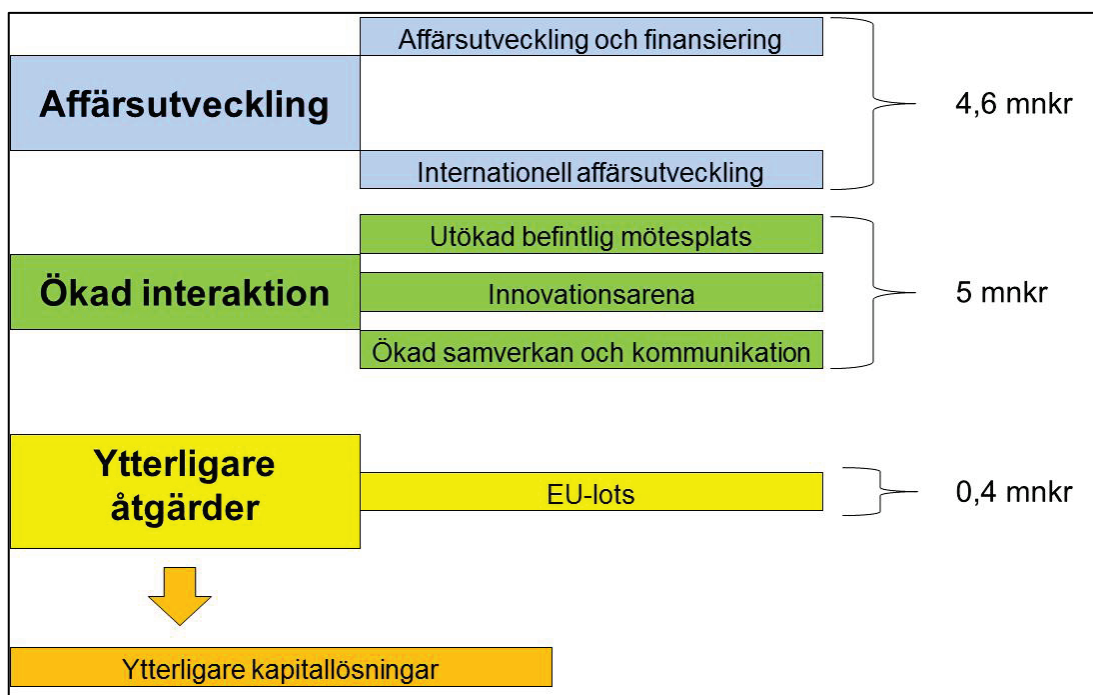 Affärsutveckling och finansiering
Affärsutveckling
4,6 mnkr
Internationell affärsutveckling
Utökad befintlig mötesplats
Ökad interaktion
Innovationsarena
5 mnkr
Ökad samverkan och kommunikation
Ytterligare
åtgärder
EU-lots
0,4 mnkr
Ytterligare kapitallösningar